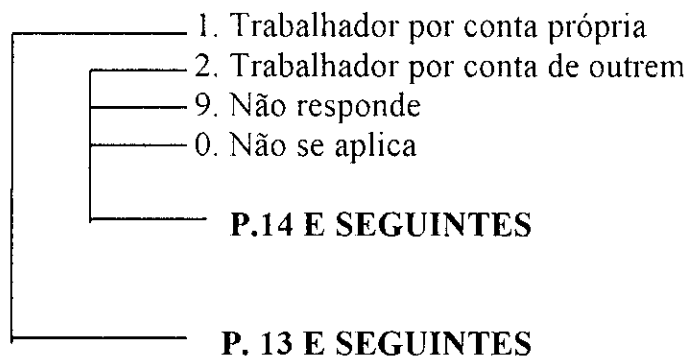 1. Trabalhador por conta própria
2. Trabalhador por conta de outrem
9. Não responde
0. Não se aplica
P.14 E SEGUINTES
P. 13 E SEGUINTES